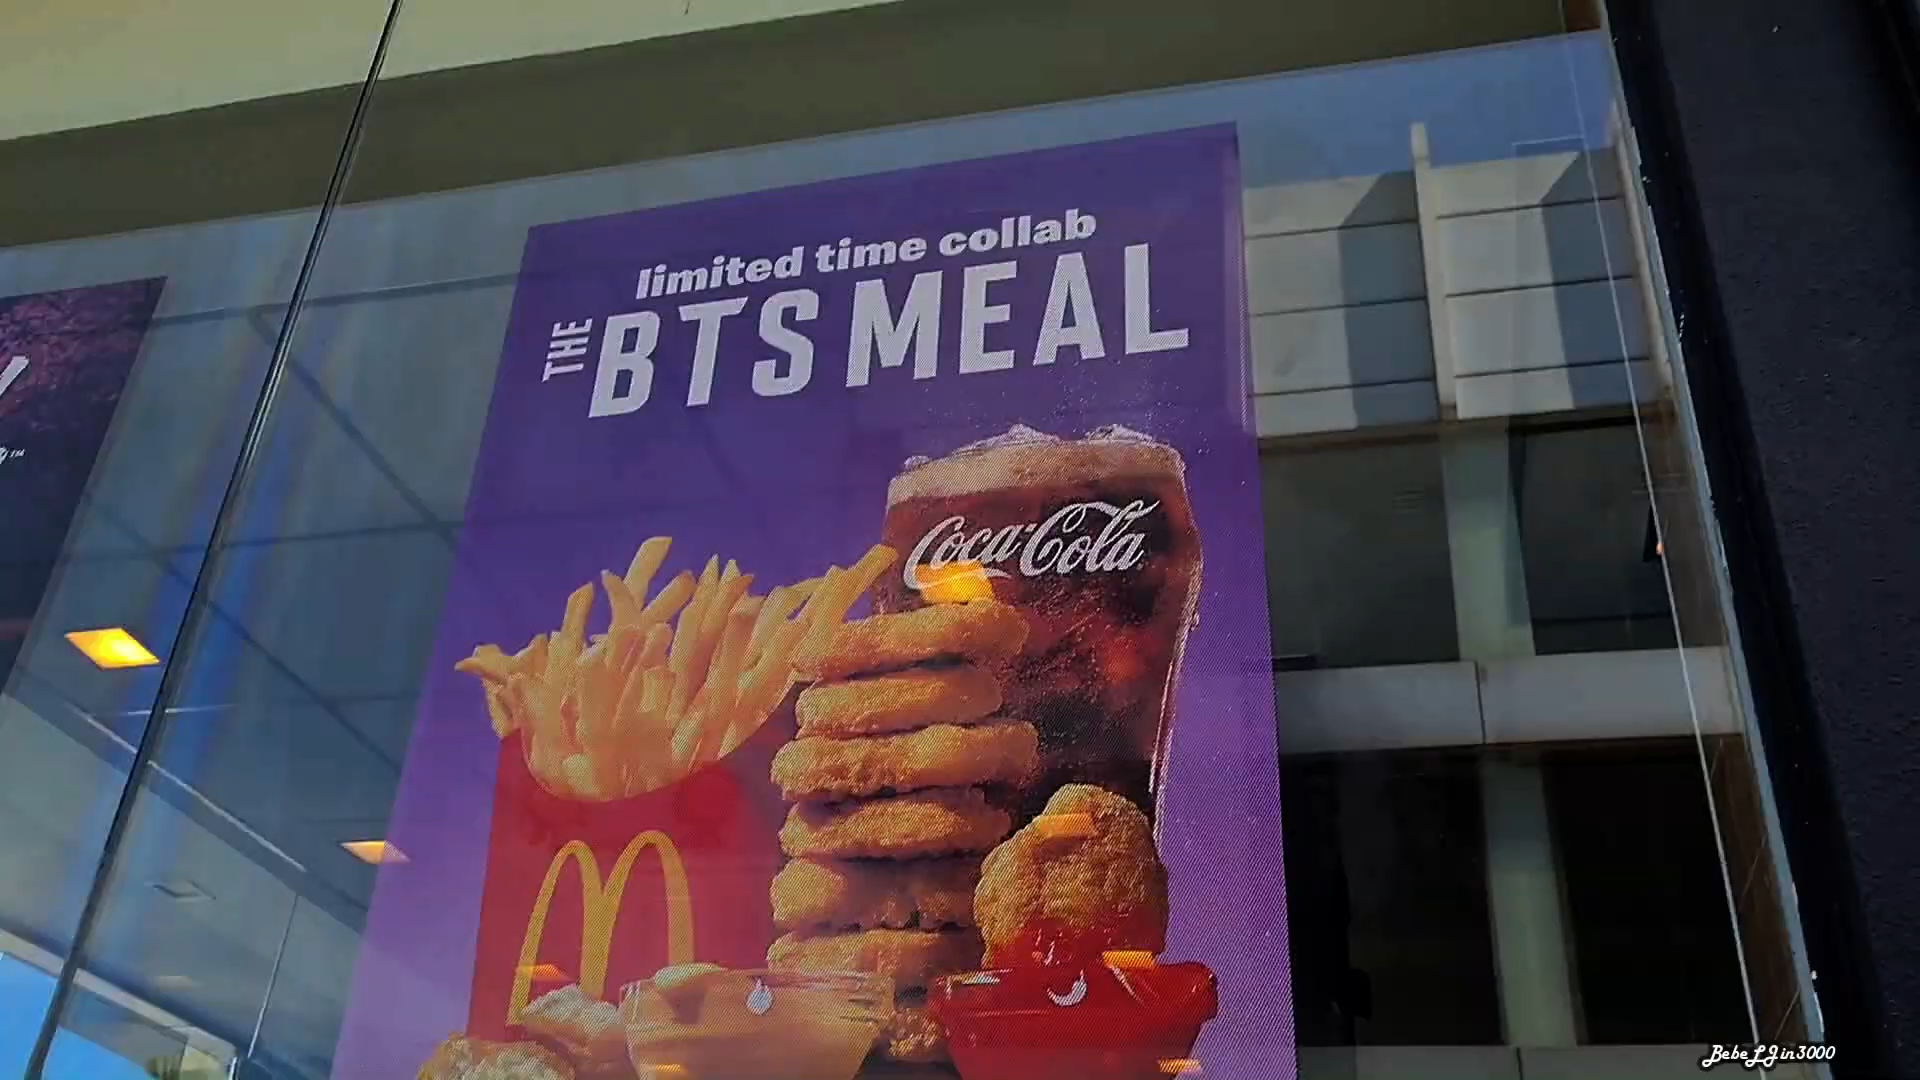 limited time collab
THE BTS MEAL
Coca-Cola
BebeLJin3000